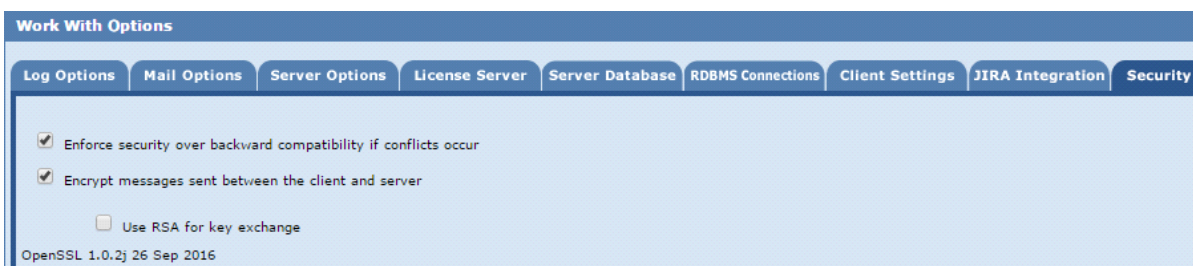 Work With Options
Log Options Mail Options Server Options License Server Server Database RDBMS Connections Client Settings JIRA Integration Security
Enforce security over backward compatibility if conflicts occur
Encrypt messages sent between the client and server
Use RSA for key exchange
OpenSSL 1.0.2j 26 Sep 2016